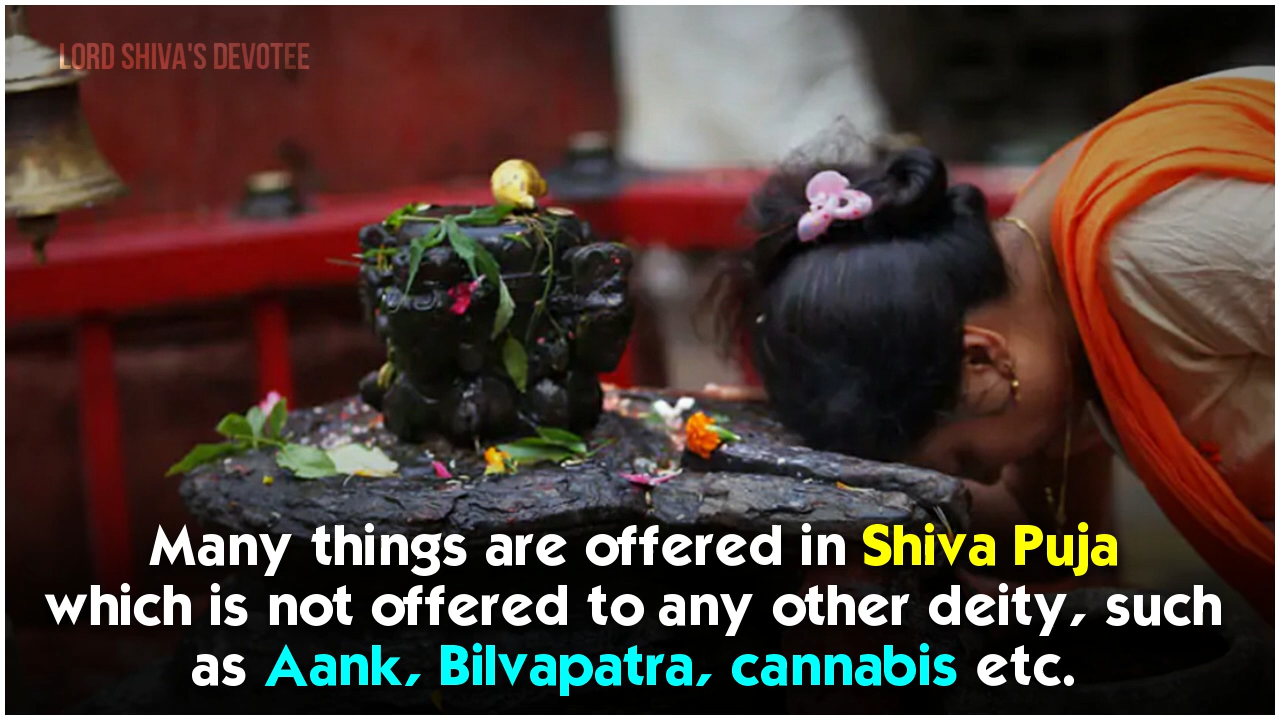 LORD SHIVA'S DEVOTEE
Many things are offered in Shiva Puja
which is not offered to any other deity, such
as Aank, Bilvapatra, cannabis etc.